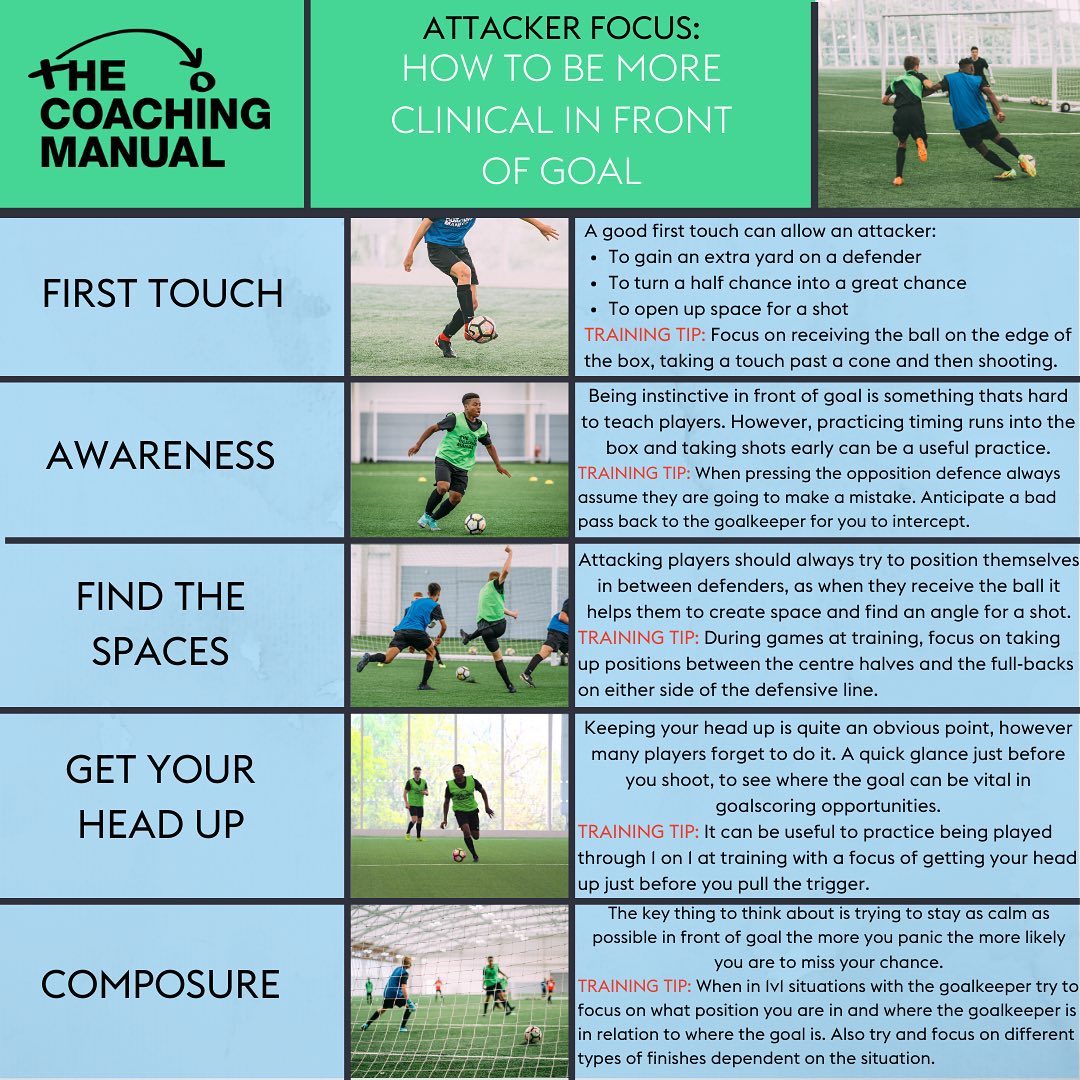 THE
COACHING
MANUAL
ATTACKER FOCUS:
HOW TO BE MORE
CLINICAL IN FRONT
OF GOAL
FIRST TOUCH
A good first touch can allow an attacker:
• To gain an extra yard on a defender
• To turn a half chance into a great chance
• To open up space for a shot
TRAINING TIP: Focus on receiving the ball on the edge of
the box, taking a touch past a cone and then shooting.
AWARENESS
Being instinctive in front of goal is something thats hard
to teach players. However, practicing timing runs into the
box and taking shots early can be a useful practice.
TRAINING TIP: When pressing the opposition defence always
assume they are going to make a mistake. Anticipate a bad
pass back to the goalkeeper for you to intercept.
FIND THE
SPACES
Attacking players should always try to position themselves
in between defenders, as when they receive the ball it
helps them to create space and find an angle for a shot.
TRAINING TIP: During games at training, focus on taking
up positions between the centre halves and the full-backs
on either side of the defensive line.
GET YOUR
HEAD UP
Keeping your head up is quite an obvious point, however
many players forget to do it. A quick glance just before
you shoot, to see where the goal can be vital in
goalscoring opportunities.
TRAINING TIP: It can be useful to practice being played
through 1 on 1 at training with a focus of getting your head
up just before you pull the trigger.
COMPOSURE
The key thing to think about is trying to stay as calm as
possible in front of goal the more you panic the more likely
you are to miss your chance.
TRAINING TIP: When in 1v1 situations with the goalkeeper try to
focus on what position you are in and where the goalkeeper is
in relation to where the goal is. Also try and focus on different
types of finishes dependent on the situation.